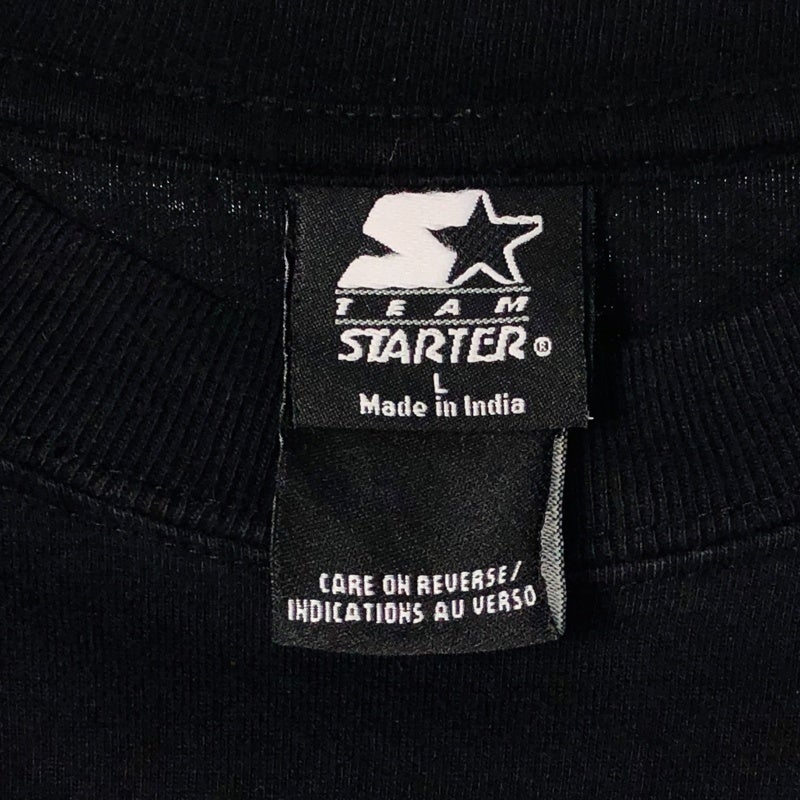 TEAM
STARTER®
L
Made in India
CARE ON REVERSE/
INDICATIONS AU VERSO